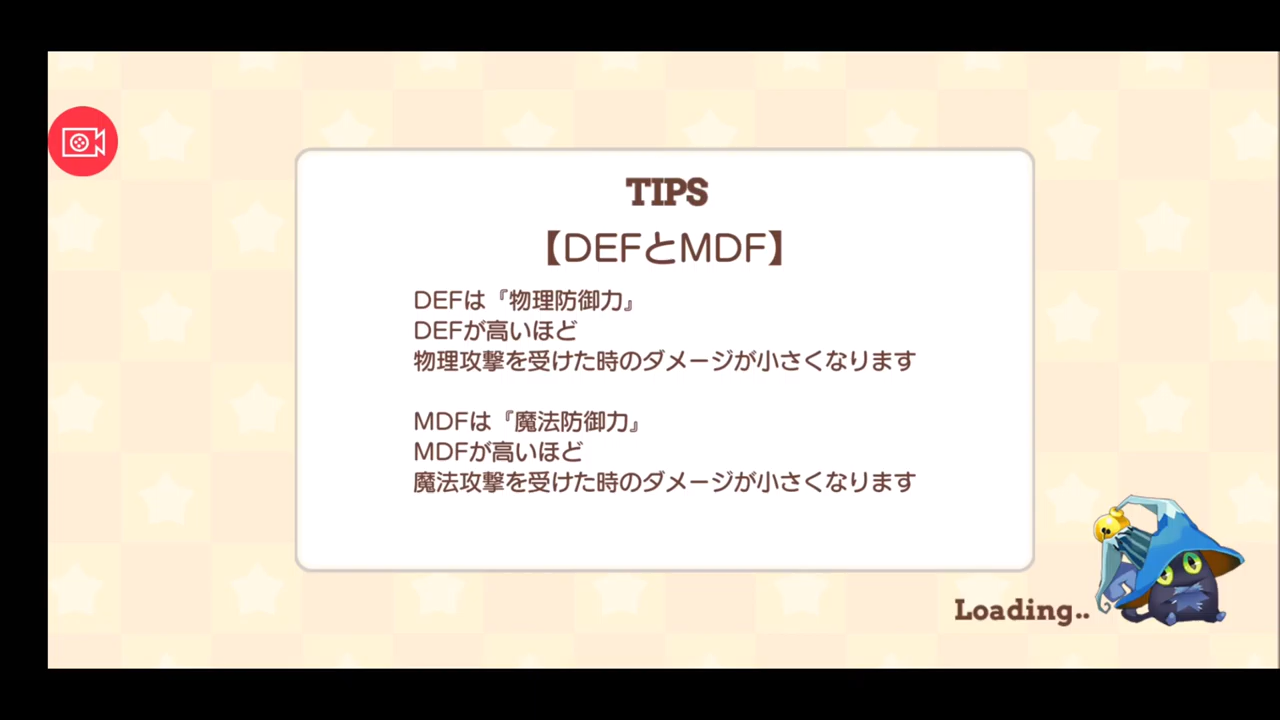 TIPS
【DEFとMDF】
DEFは『物理防御力』
DEFが高いほど
物理攻撃を受けた時のダメージが小さくなります
MDFは『魔法防御力』
MDFが高いほど
魔法攻撃を受けた時のダメージが小さくなります
Loading..